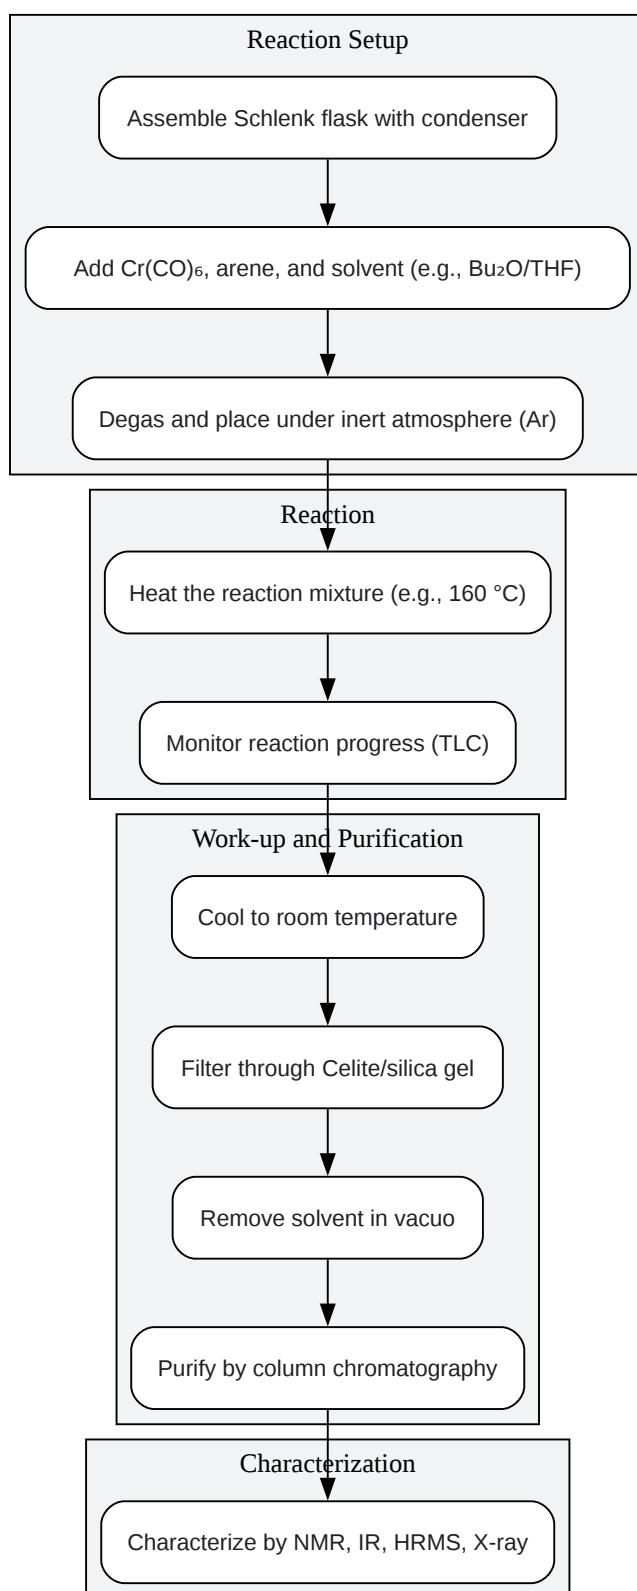 Reaction Setup
Assemble Schlenk flask with condenser
Add Cr(CO)₆, arene, and solvent (e.g., Bu₂O/THF)
Degas and place under inert atmosphere (Ar)
Reaction
Heat the reaction mixture (e.g., 160 °C)
Monitor reaction progress (TLC)
Work-up and Purification
Cool to room temperature
Filter through Celite/silica gel
Remove solvent in vacuo
Purify by column chromatography
Characterization
Characterize by NMR, IR, HRMS, X-ray